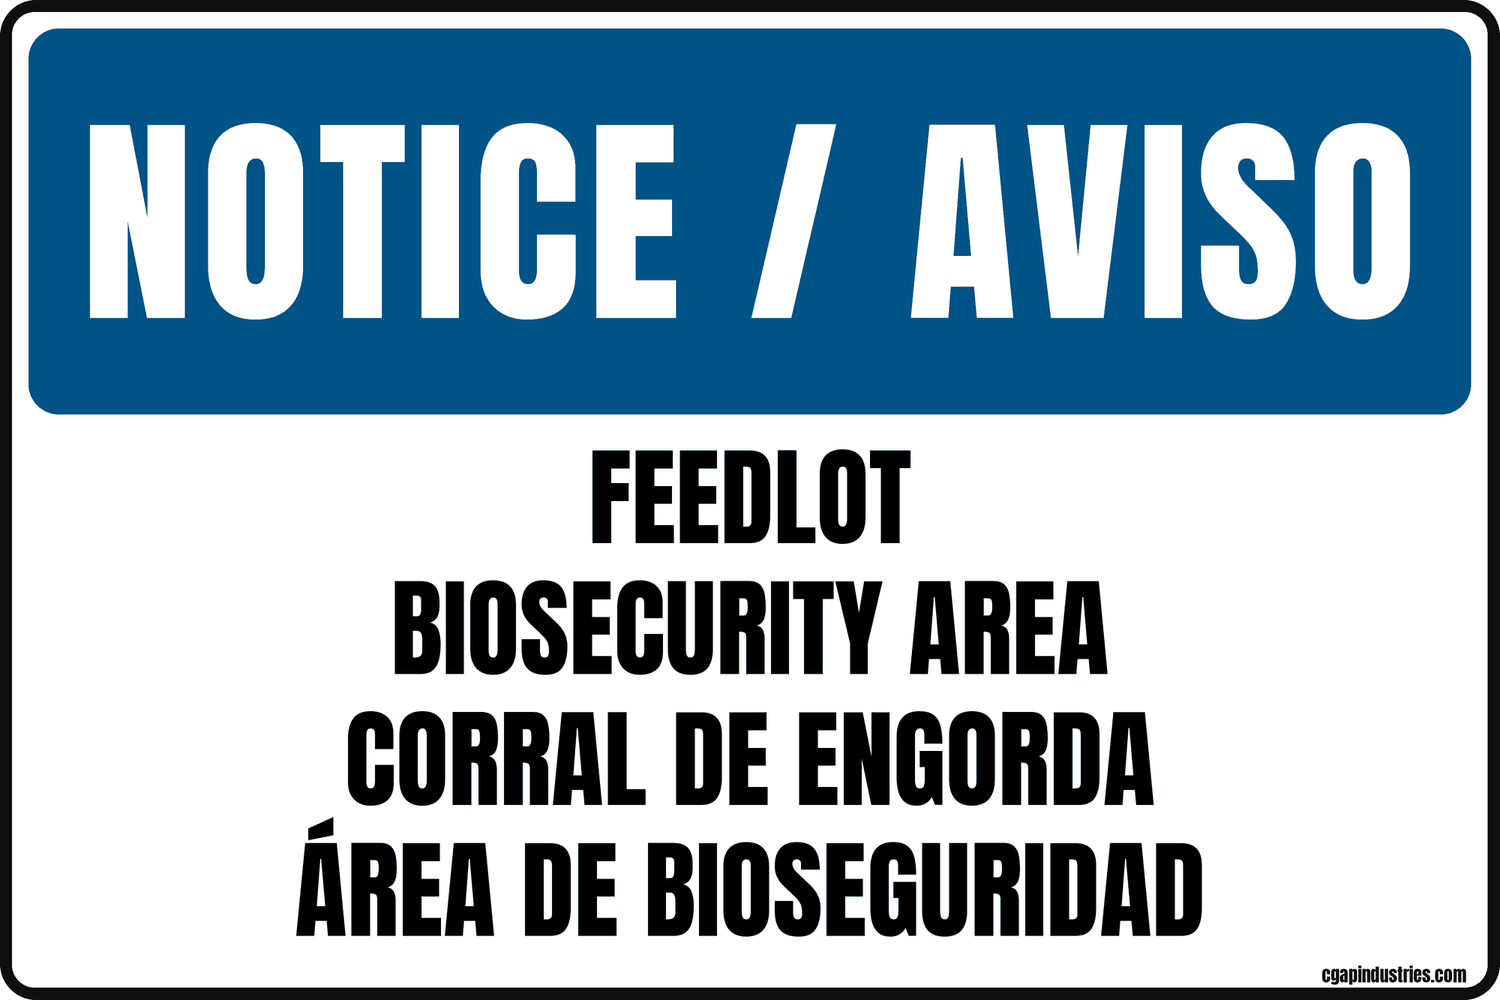 NOTICE / AVISO
FEEDLOT
BIOSECURITY AREA
CORRAL DE ENGORDA
ÁREA DE BIOSEGURIDAD
cgapindustries.com